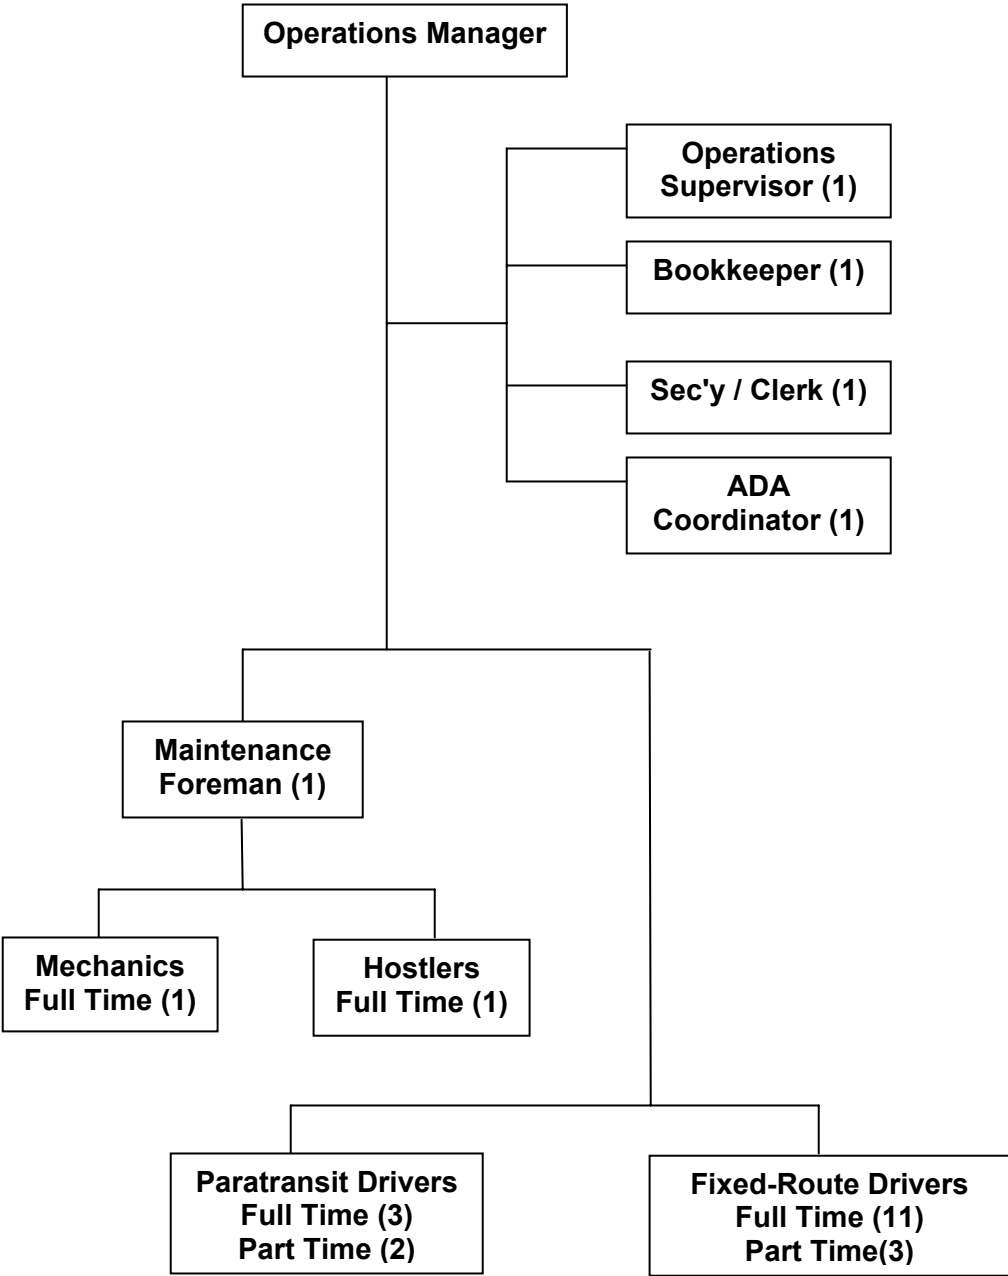 Operations Manager
Operations
Supervisor (1)
Bookkeeper (1)
Sec'y / Clerk (1)
ADA
Coordinator (1)
Maintenance
Foreman (1)
Mechanics
Full Time (1)
Hostlers
Full Time (1)
Paratransit Drivers
Full Time (3)
Part Time (2)
Fixed-Route Drivers
Full Time (11)
Part Time(3)